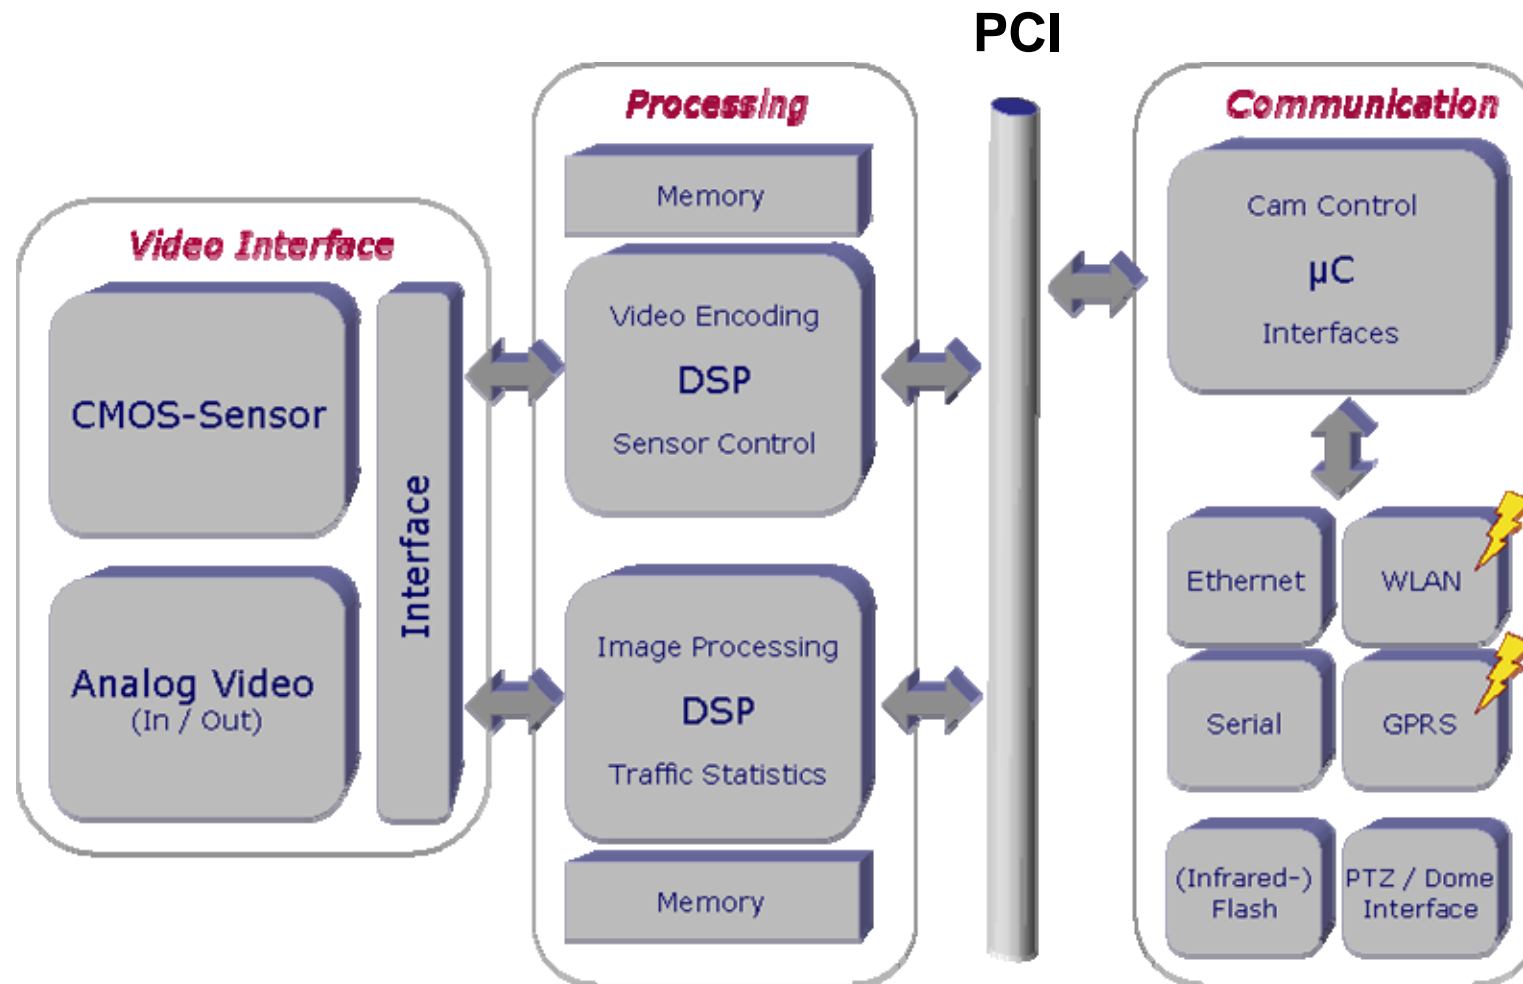 PCI
Video Interface
CMOS-Sensor
Analog Video
(In / Out)
Interface
Processing
Memory
Video Encoding
DSP
Sensor Control
Image Processing
DSP
Traffic Statistics
Memory
Communication
Cam Control
µC
Interfaces
Ethernet
WLAN
Serial
GPRS
(Infrared-)
Flash
PTZ / Dome
Interface